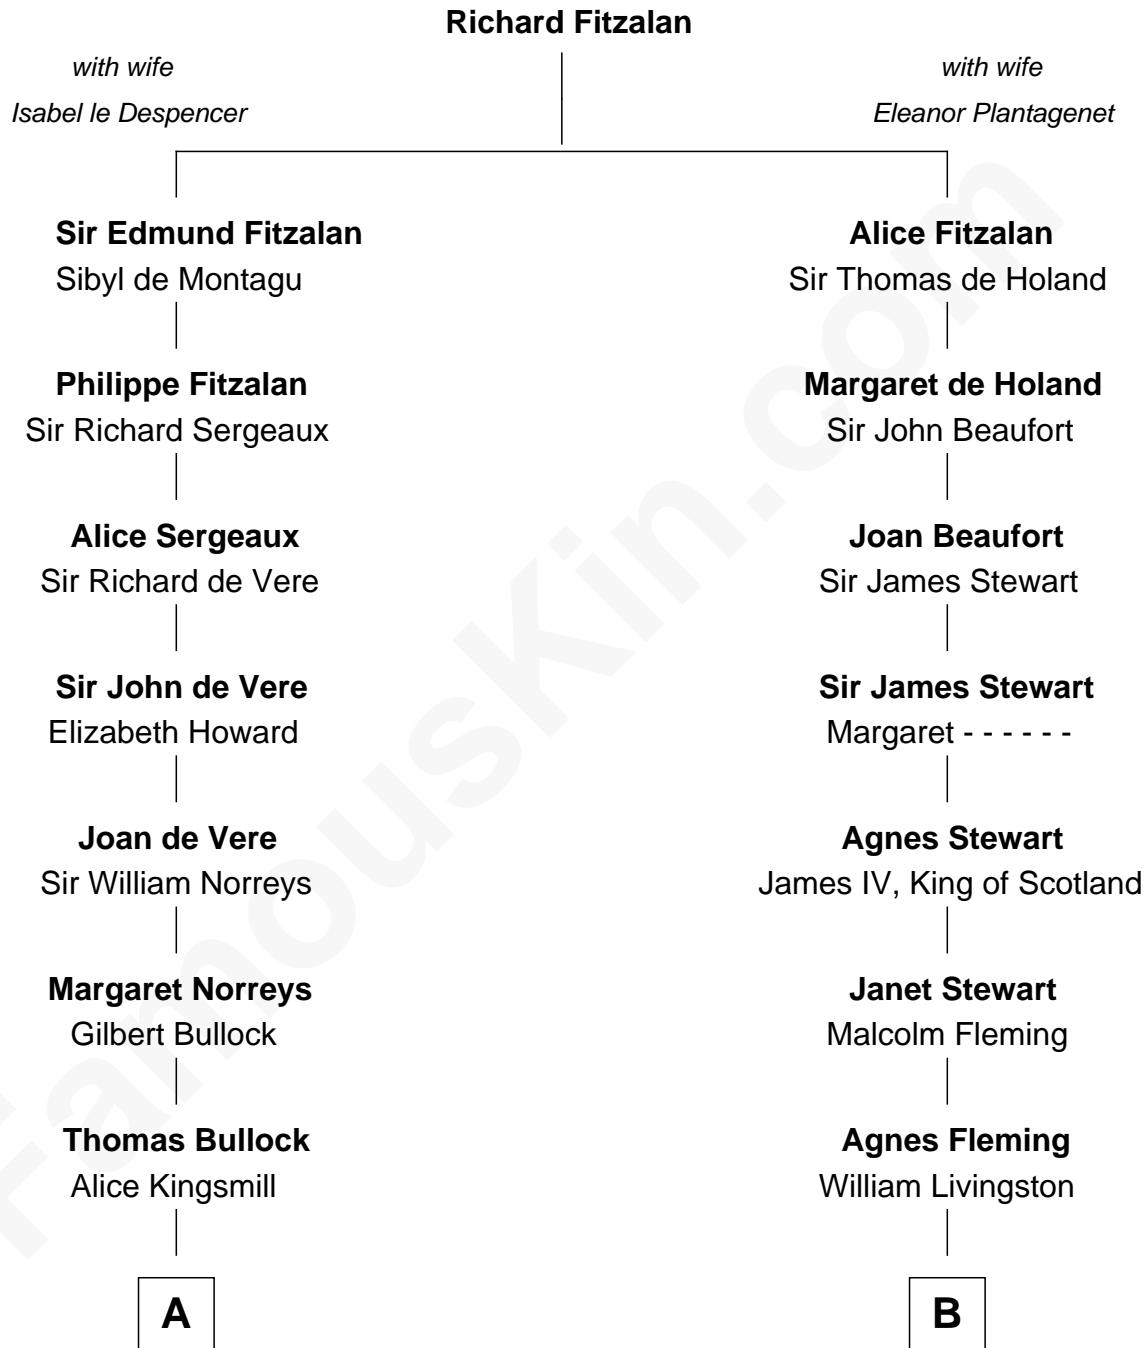 Richard Fitzalan
with wife
Isabel le Despencer
with wife
Eleanor Plantagenet
Sir Edmund Fitzalan
Sibyl de Montagu
Alice Fitzalan
Sir Thomas de Holand
Philippe Fitzalan
Sir Richard Sergeaux
Margaret de Holand
Sir John Beaufort
Alice Sergeaux
Sir Richard de Vere
Joan Beaufort
Sir James Stewart
Sir John de Vere
Elizabeth Howard
Sir James Stewart
Margaret - - - - - -
Joan de Vere
Sir William Norreys
Agnes Stewart
James IV, King of Scotland
Margaret Norreys
Gilbert Bullock
Janet Stewart
Malcolm Fleming
Thomas Bullock
Alice Kingsmill
Agnes Fleming
William Livingston
A
B
FamousKin.com